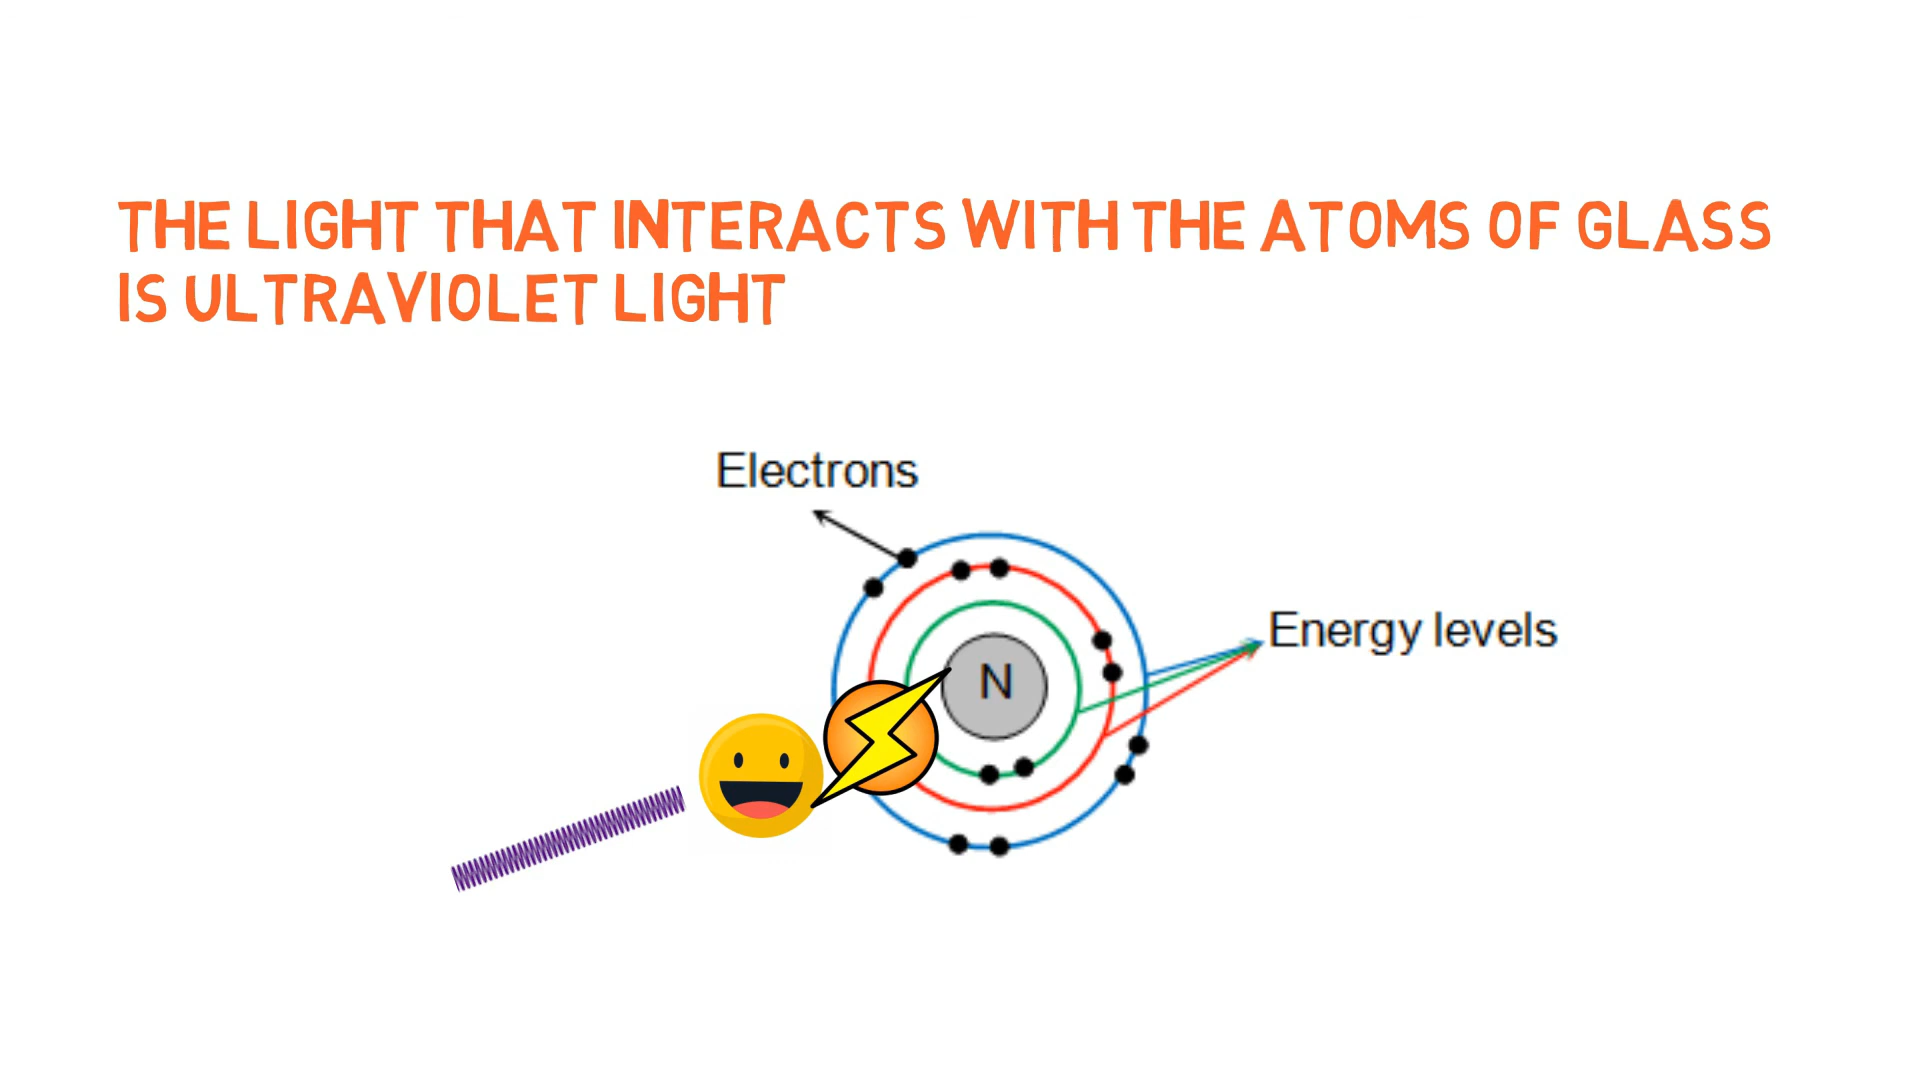 THE LIGHT THAT INTERACTS WITH THE ATOMS OF GLASS
IS ULTRAVIOLET LIGHT
Electrons
Energy levels
N